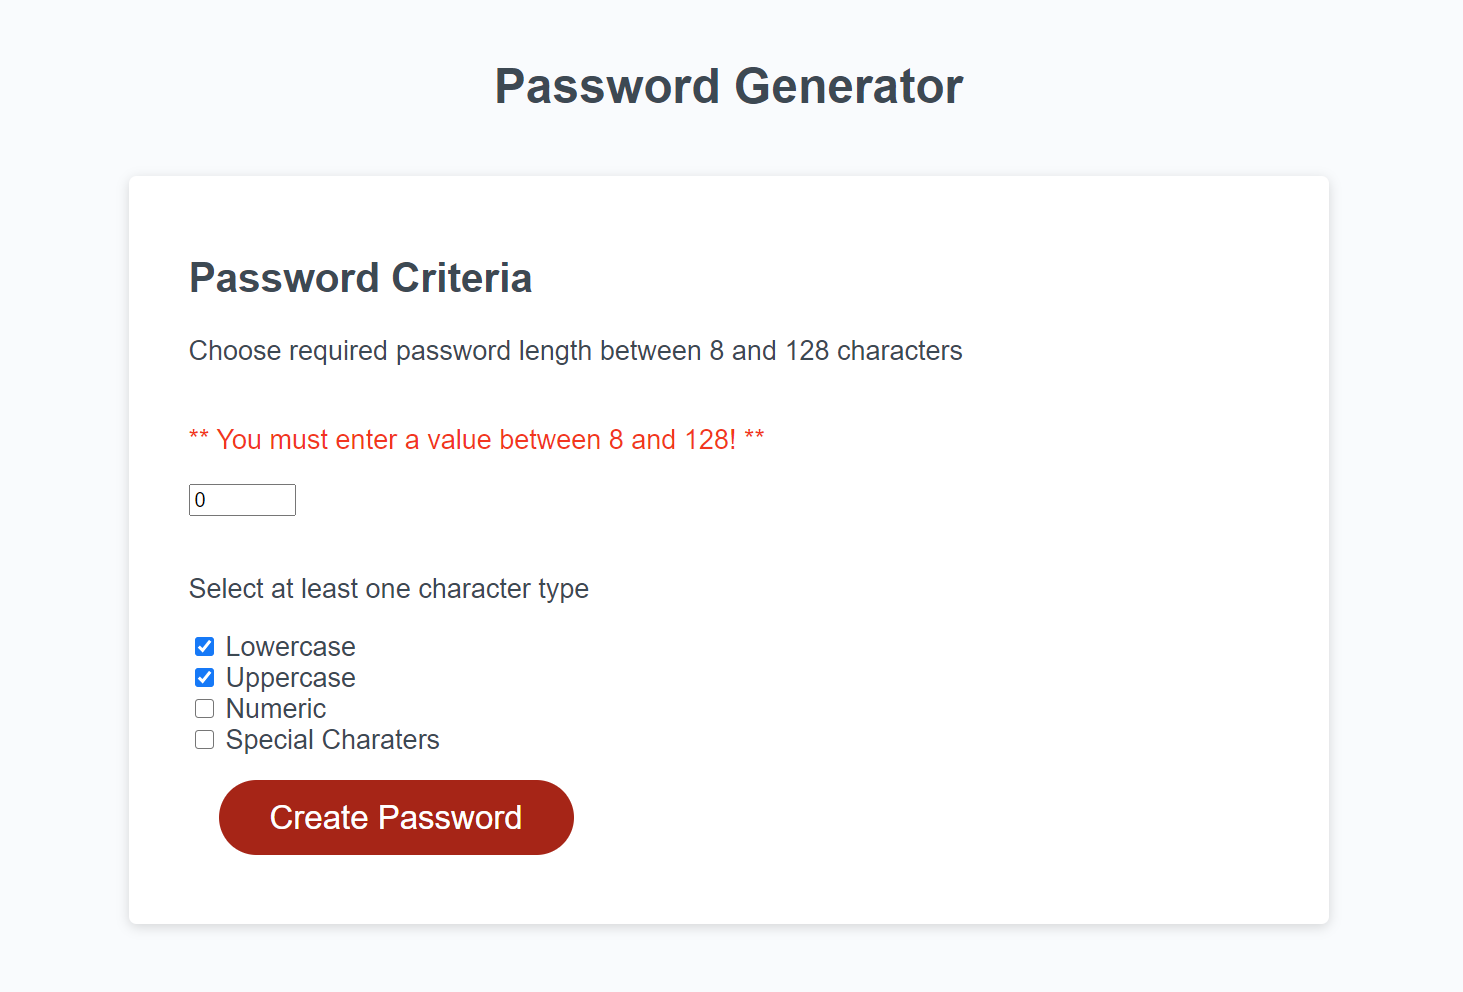 Password Generator
Password Criteria
Choose required password length between 8 and 128 characters
** You must enter a value between 8 and 128! **
0
Select at least one character type
Lowercase
Uppercase
Numeric
Special Charaters
Create Password